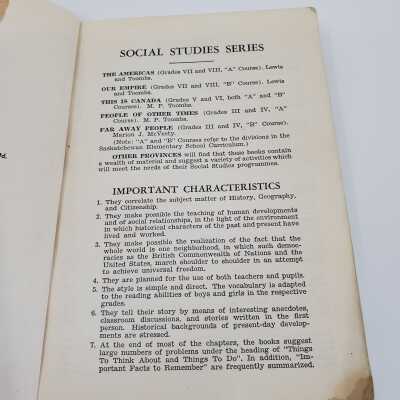 SOCIAL STUDIES SERIES
THE AMERICAS (Grades VII and VIII, "A" Course). Lewis
and Toombs.
OUR EMPIRE (Grades VII and VIII, "B" Course). Lewis
and Toombs.
THIS IS CANADA (Grades V and VI, both "A" and "B"
Courses). M. P. Toombs.
PEOPLE OF OTHER TIMES (Grades III and IV, "A"
Course). M. P. Toombs.
FAR AWAY PEOPLE (Grades III and IV, "B" Course).
Marion J. McVeety.
(Note: "A" and "B" Courses refer to the divisions in the
Saskatchewan Elementary School Curriculum.)
OTHER PROVINCES will find that these books contain
a wealth of material and suggest a variety of activities which
will meet the needs of their Social Studies programmes.
IMPORTANT CHARACTERISTICS
1. They correlate the subject matter of History, Geography,
and Citizenship.
2. They make possible the teaching of human developments
and of social relationships, in the light of the environment
in which historical characters of the past and present have
lived and worked.
3. They make possible the realization of the fact that the
whole world is one neighborhood, in which such democ-
racies as the British Commonwealth of Nations and the
United States, march shoulder to shoulder in an attempt
to achieve universal freedom.
4. They are planned for the use of both teachers and pupils.
5. The style is simple and direct. The vocabulary is adapted
to the reading abilities of boys and girls in the respective
grades.
6. They tell their story by means of interesting anecdotes,
classroom discussions, and stories written in the first
person. Historical backgrounds of present-day develop-
ments are stressed.
7. At the end of most of the chapters, the books suggest
large numbers of problems under the heading of "Things
To Think About and Things To Do". In addition, "Im-
portant Facts to Remember" are frequently summarized.